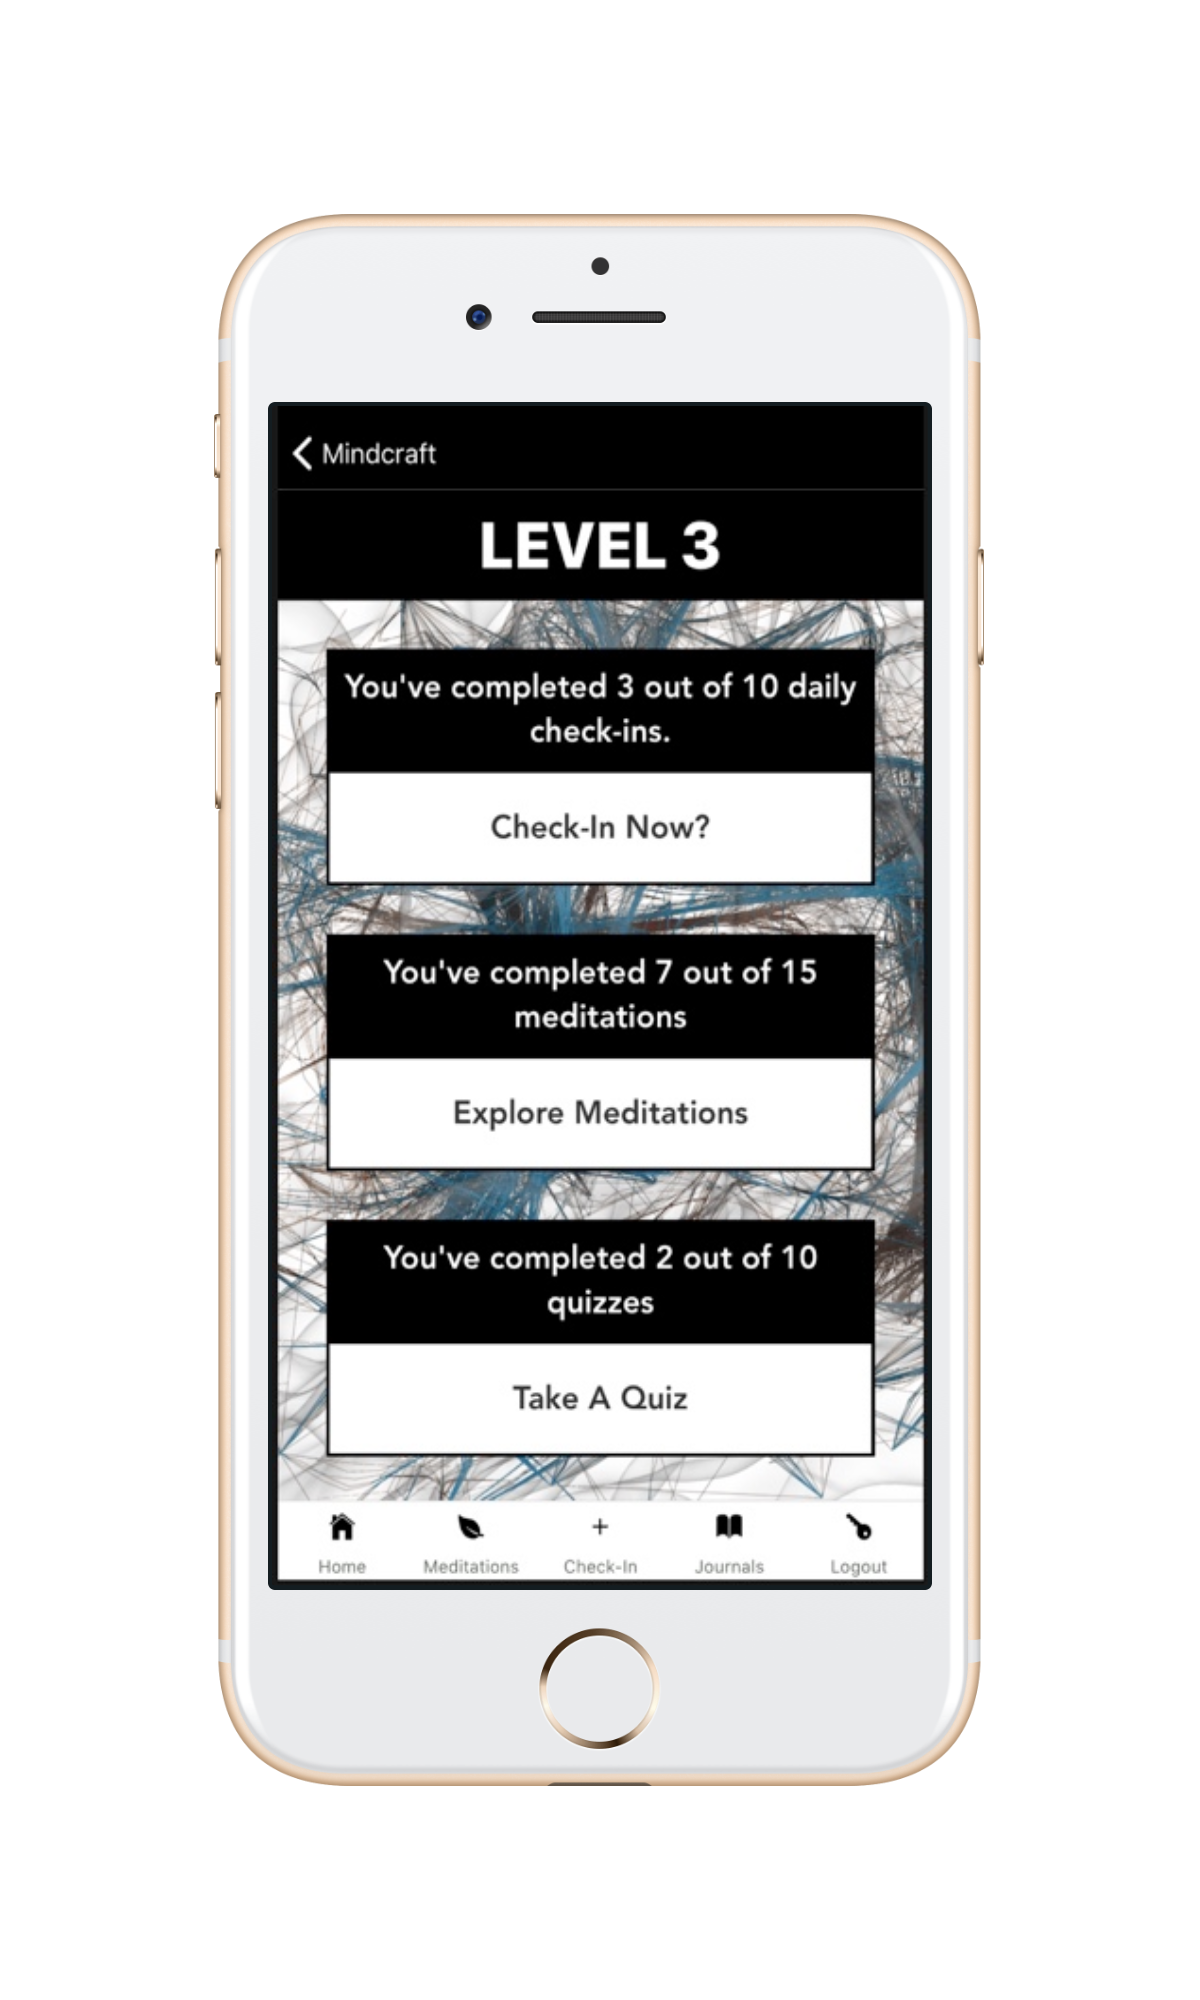 Mindcraft
LEVEL 3
You've completed 3 out of 10 daily
check-ins.
Check-In Now?
You've completed 7 out of 15
meditations
Explore Meditations
You've completed 2 out of 10
quizzes
Take A Quiz
Home
Meditations
Check-In
Journals
Logout